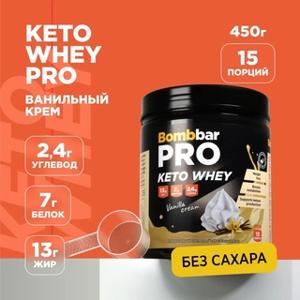 KETO
WHEY
PRO
ВАНИЛЬНЫЙ
КРЕМ
450г
15
ПОРЦИЙ
2,4г
УГЛЕВОД
7г
БЕЛОК
13г
ЖИР
Bombbar
PRO
KETO WHEY
Vanilla
cream
БЕЗ САХАРА